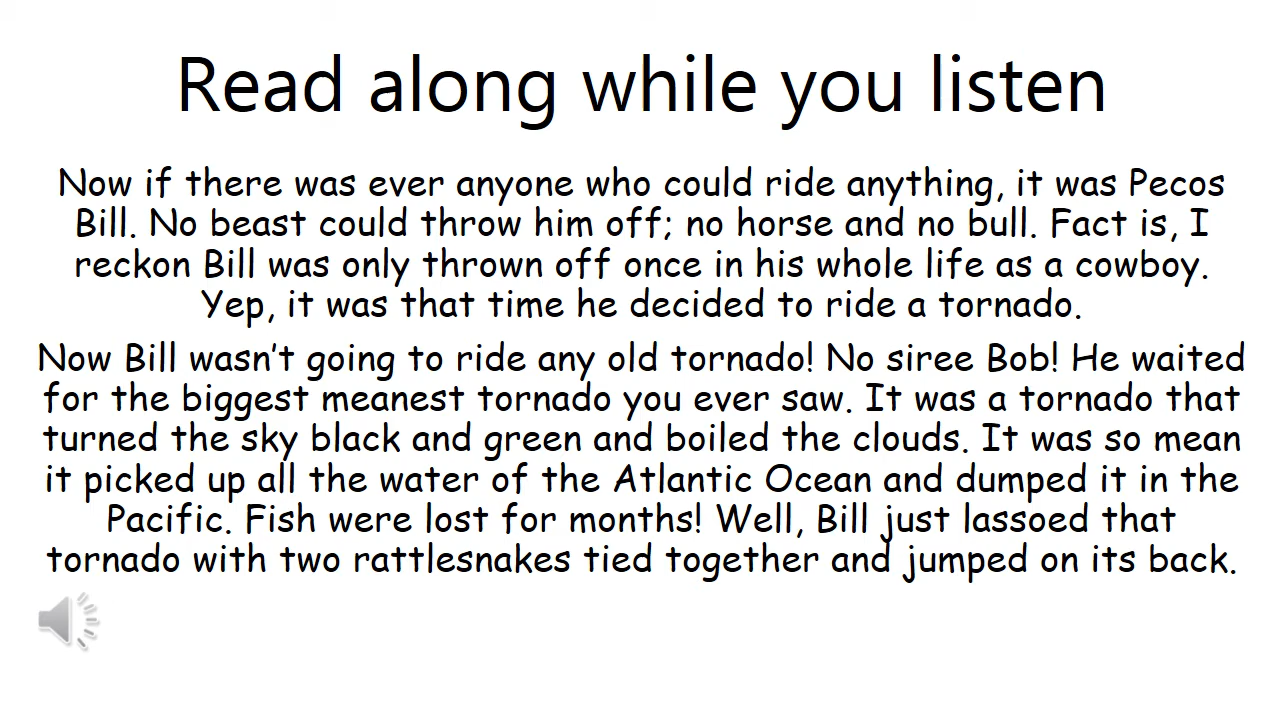 Read along while you listen
Now if there was ever anyone who could ride anything, it was Pecos
Bill. No beast could throw him off; no horse and no bull. Fact is, I
reckon Bill was only thrown off once in his whole life as a cowboy.
Yep, it was that time he decided to ride a tornado.
Now Bill wasn't going to ride any old tornado! No siree Bob! He waited
for the biggest meanest tornado you ever saw. It was a tornado that
turned the sky black and green and boiled the clouds. It was so mean
it picked up all the water of the Atlantic Ocean and dumped it in the
Pacific. Fish were lost for months! Well, Bill just lassoed that
tornado with two rattlesnakes tied together and jumped on its back.